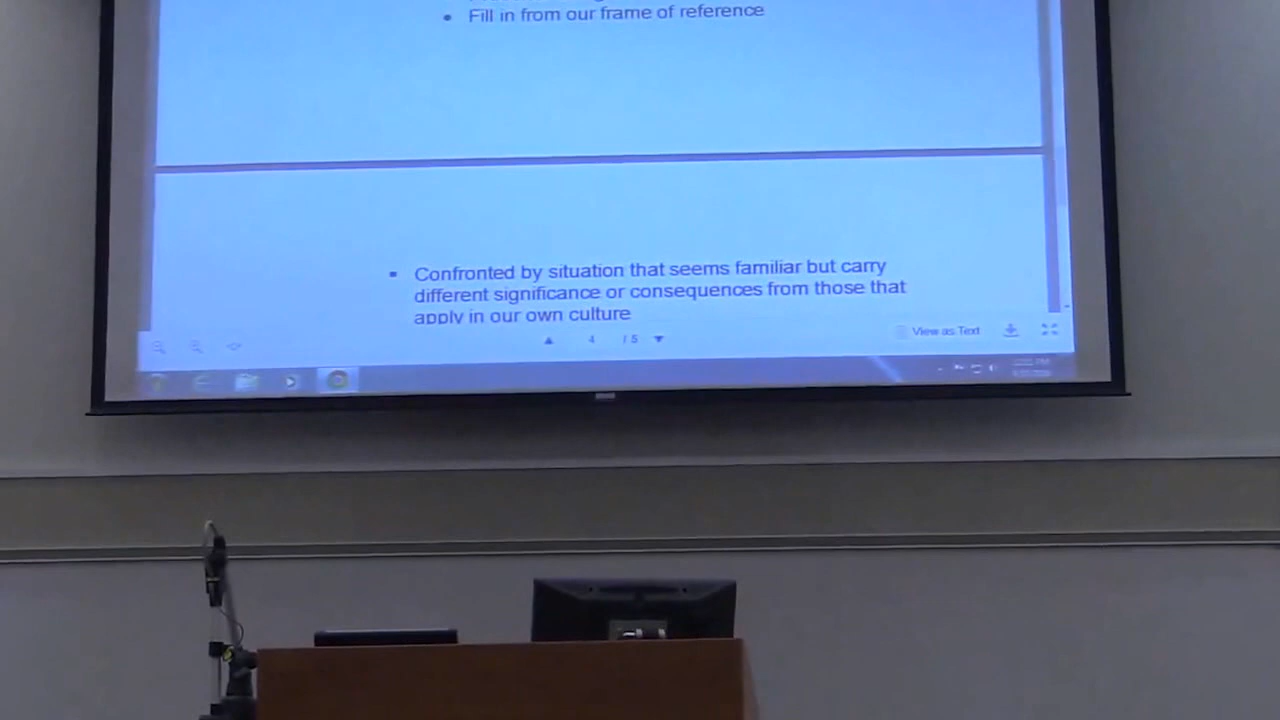 • Fill in from our frame of reference
▪ Confronted by situation that seems familiar but carry
different significance or consequences from those that
apply in our own culture
4 / 5
View as Text